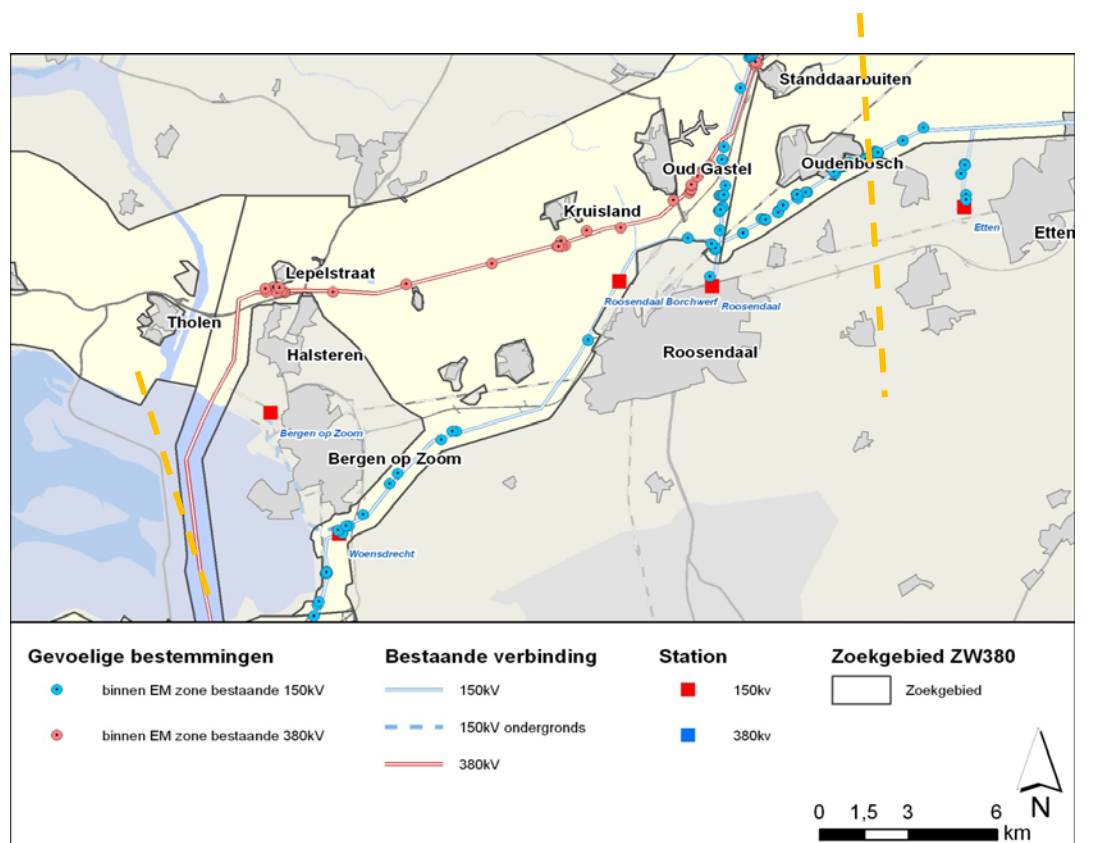 Standdaarbuiten
Oud Gastel
Oudenbosch
Kruisland
Etten
Etten
Lepelstraat
Roosendaal Borchwerf
Roosendaal
Tholen
Halsteren
Roosendaal
Bergen op Zoom
Bergen op Zoom
Woensdrecht
Gevoelige bestemmingen
binnen EM zone bestaande 150kV
binnen EM zone bestaande 380kV
Bestaande verbinding
150kV
150kV ondergronds
380kV
Station
150kv
380kv
Zoekgebied ZW380
Zoekgebied
N
0 1,5 3 6
km